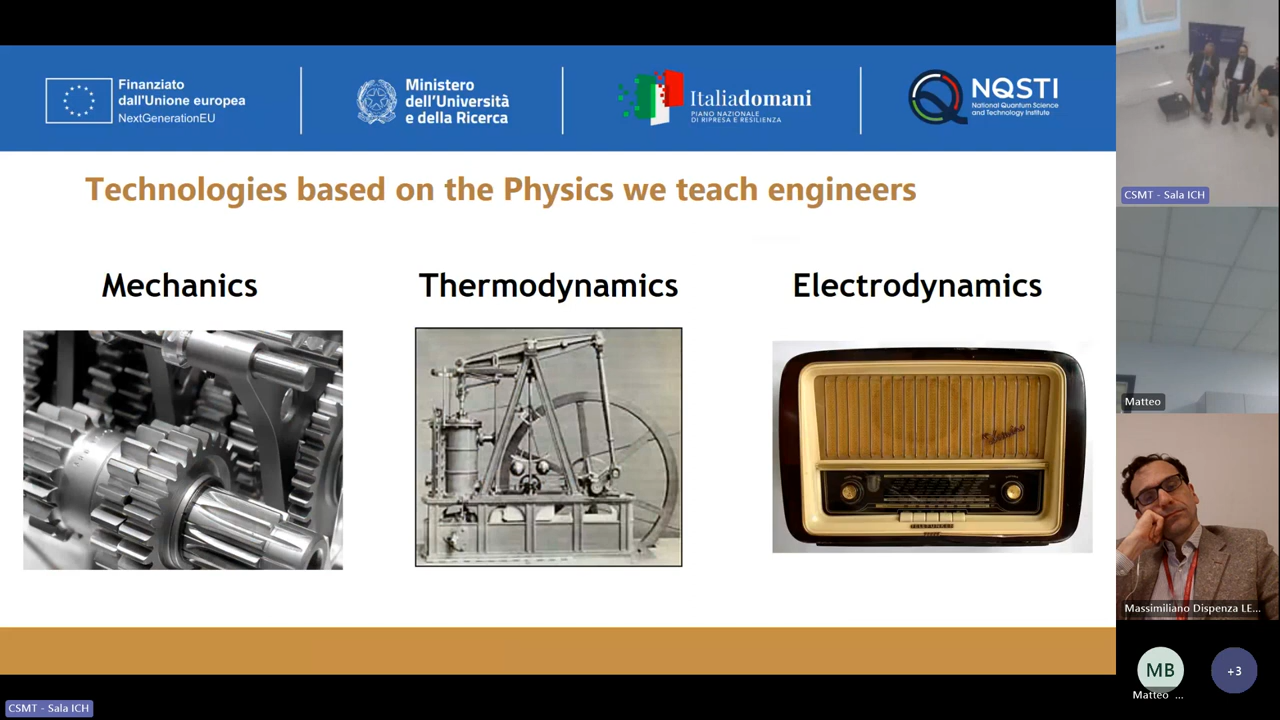 Finanziato
dall'Unione europea
NextGenerationEU
Ministero
dell'Università
e della Ricerca
Italiadomani
PIANO NAZIONALE
DI RIPRESA E RESILIENZA
NQSTI
National Quantum Science
and Technology Institute
Technologies based on the Physics we teach engineers
Mechanics
Thermodynamics
Electrodynamics
TELEFUNKEN
CSMT - Sala ICH
Matteo
Massimiliano Dispenza LE...
MB
Matteo ...
+3
CSMT - Sala ICH